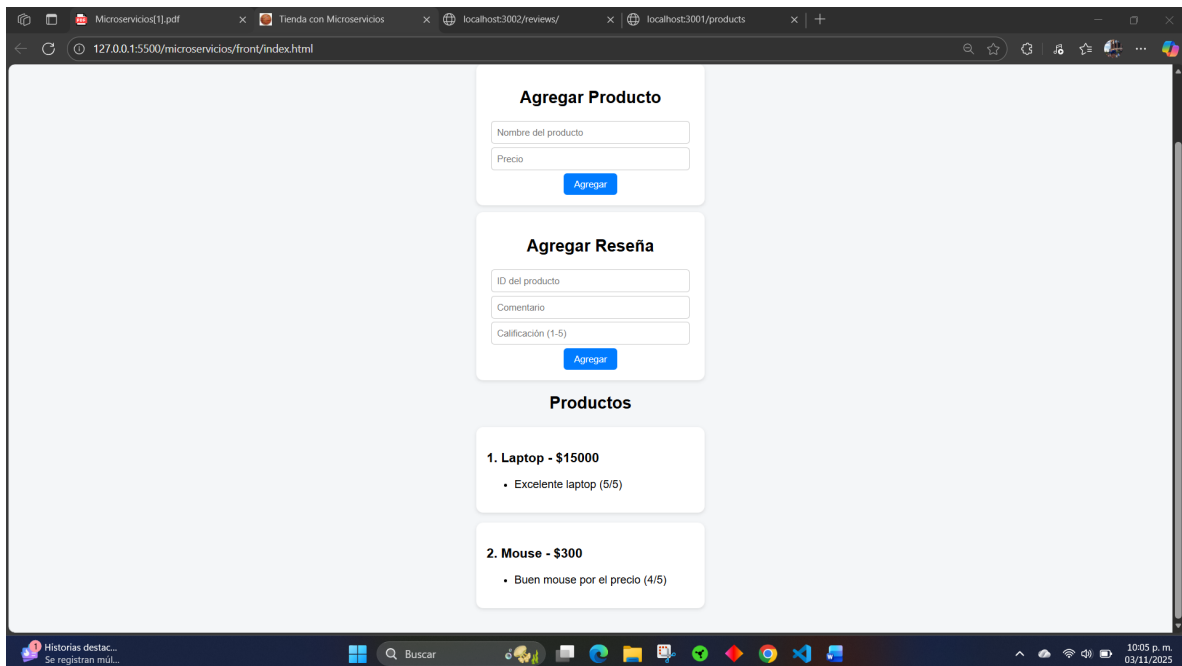 Microservicios[1].pdf
Tienda con Microservicios
localhost:3002/reviews/
localhost:3001/products
127.0.0.1:5500/microservicios/front/index.html
Agregar Producto
Nombre del producto
Precio
Agregar
Agregar Reseña
ID del producto
Comentario
Calificación (1-5)
Agregar
Productos
1. Laptop - $15000
• Excelente laptop (5/5)
2. Mouse - $300
• Buen mouse por el precio (4/5)
1
Historias destac...
Se registran múl...
Buscar
10:05 p. m.
03/11/2025